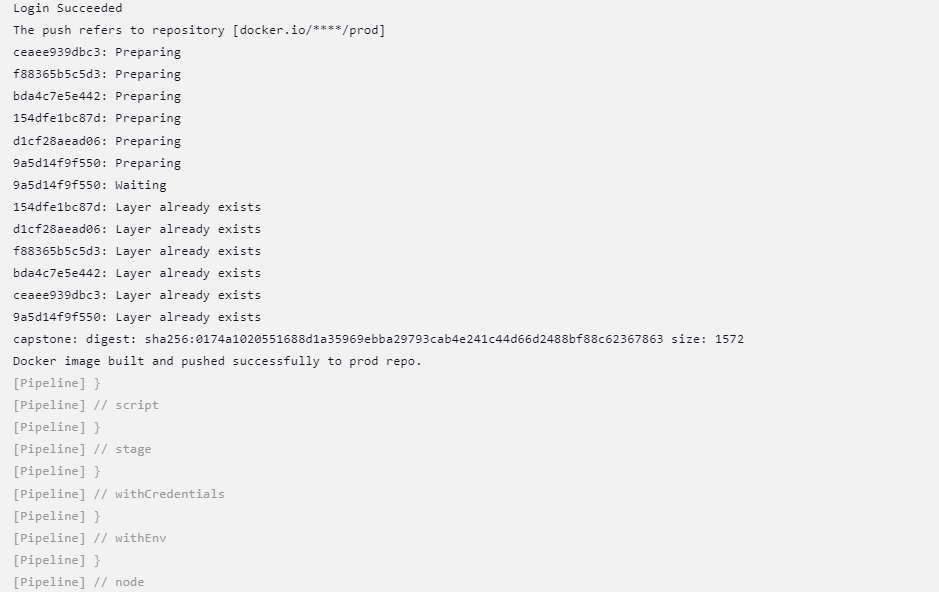 Login Succeeded
The push refers to repository [docker.io/****/prod]
ceaee939dbc3: Preparing
f88365b5c5d3: Preparing
bda4c7e5e442: Preparing
154dfe1bc87d: Preparing
d1cf28aead06: Preparing
9a5d14f9f550: Preparing
9a5d14f9f550: Waiting
154dfe1bc87d: Layer already exists
d1cf28aead06: Layer already exists
f88365b5c5d3: Layer already exists
bda4c7e5e442: Layer already exists
ceaee939dbc3: Layer already exists
9a5d14f9f550: Layer already exists
capstone: digest: sha256:0174a1020551688d1a35969ebba29793cab4e241c44d66d2488bf88c62367863 size: 1572
Docker image built and pushed successfully to prod repo.
[Pipeline] }
[Pipeline] // script
[Pipeline] }
[Pipeline] // stage
[Pipeline] }
[Pipeline] // withCredentials
[Pipeline] }
[Pipeline] // withEnv
[Pipeline] }
[Pipeline] // node